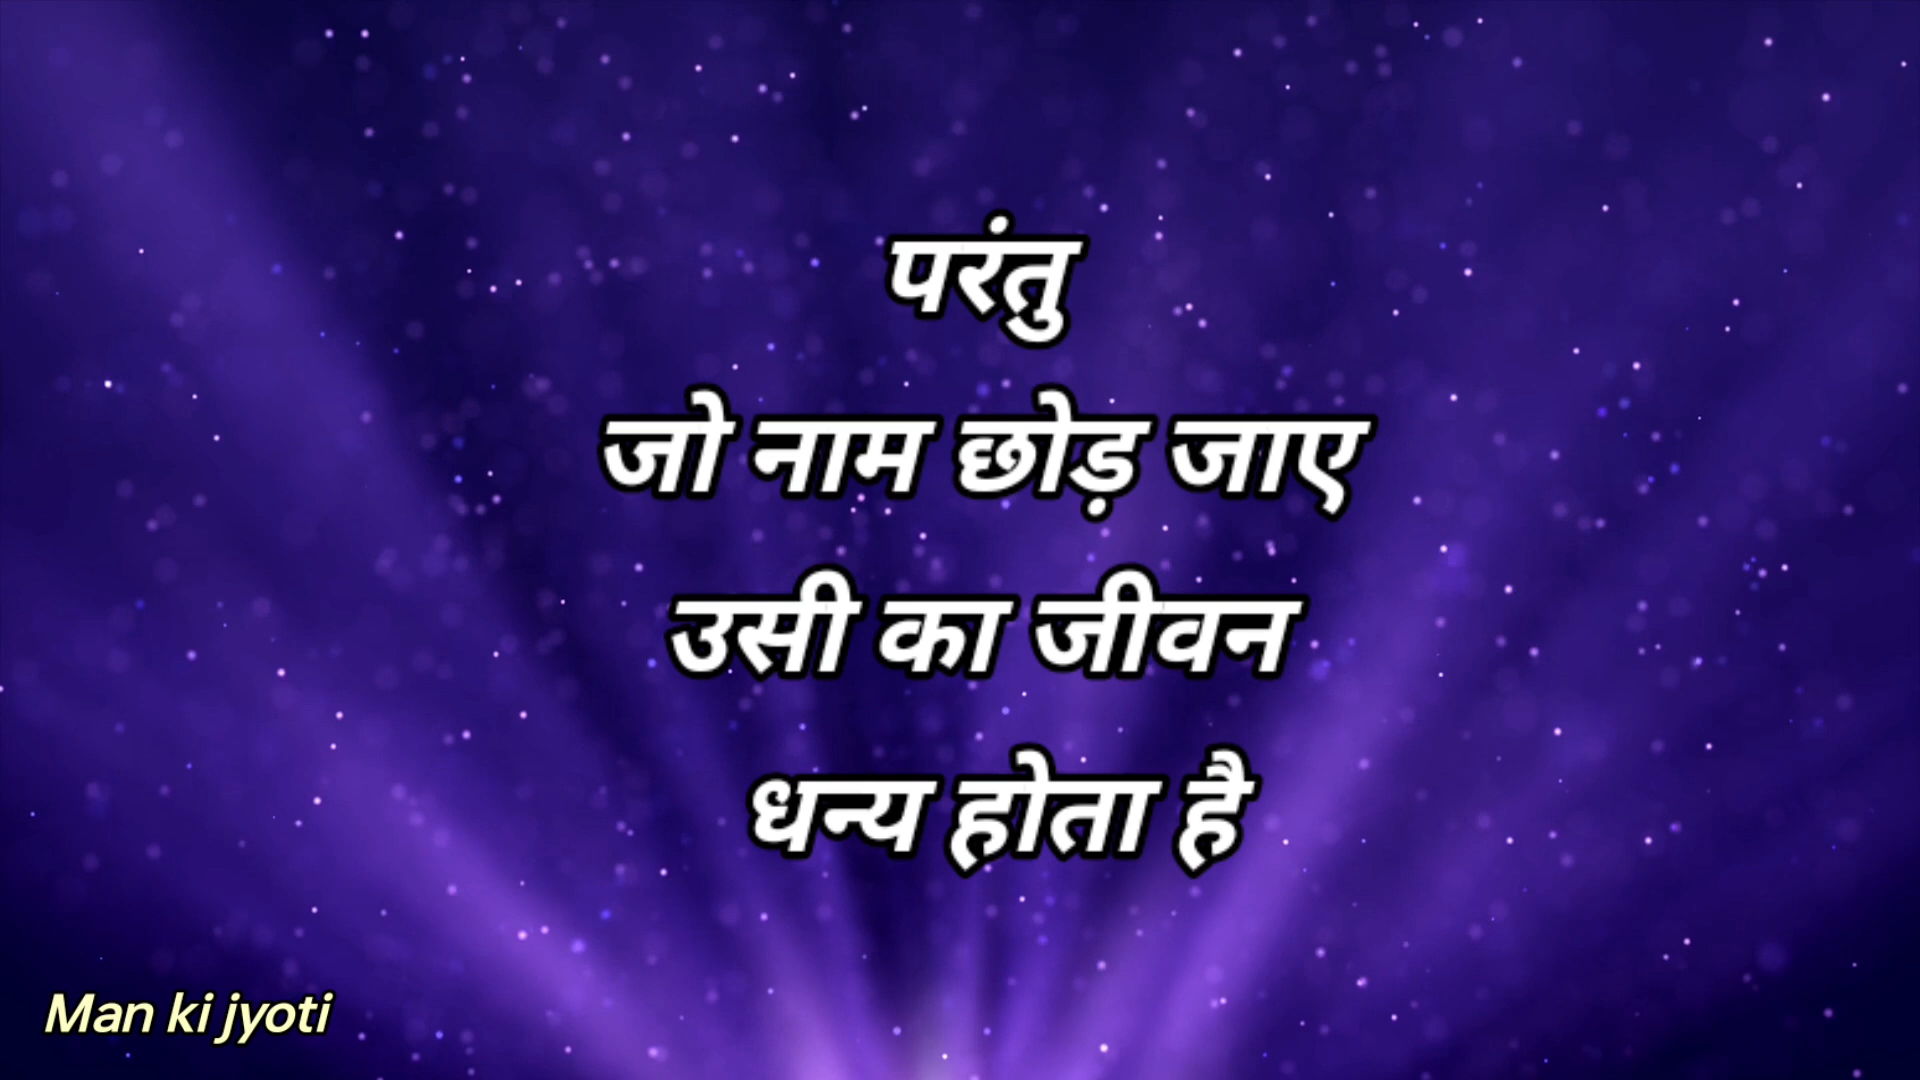 परंतु
जो नाम छोड़ जाए
उसी का जीवन
धन्य होता है
Man ki jyoti